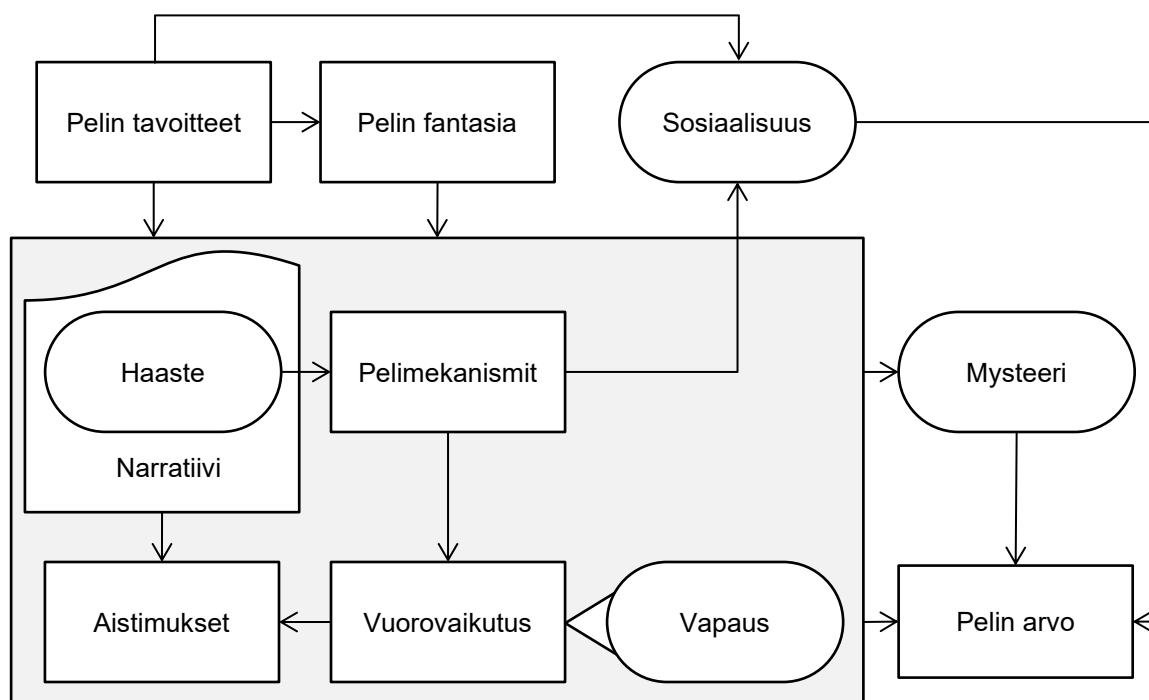 Pelin tavoitteet
Pelin fantasia
Sosiaalisuus
Haaste
Pelimekanismit
Mysteeri
Narratiivi
Aistimukset
Vuorovaikutus
Vapaus
Pelin arvo